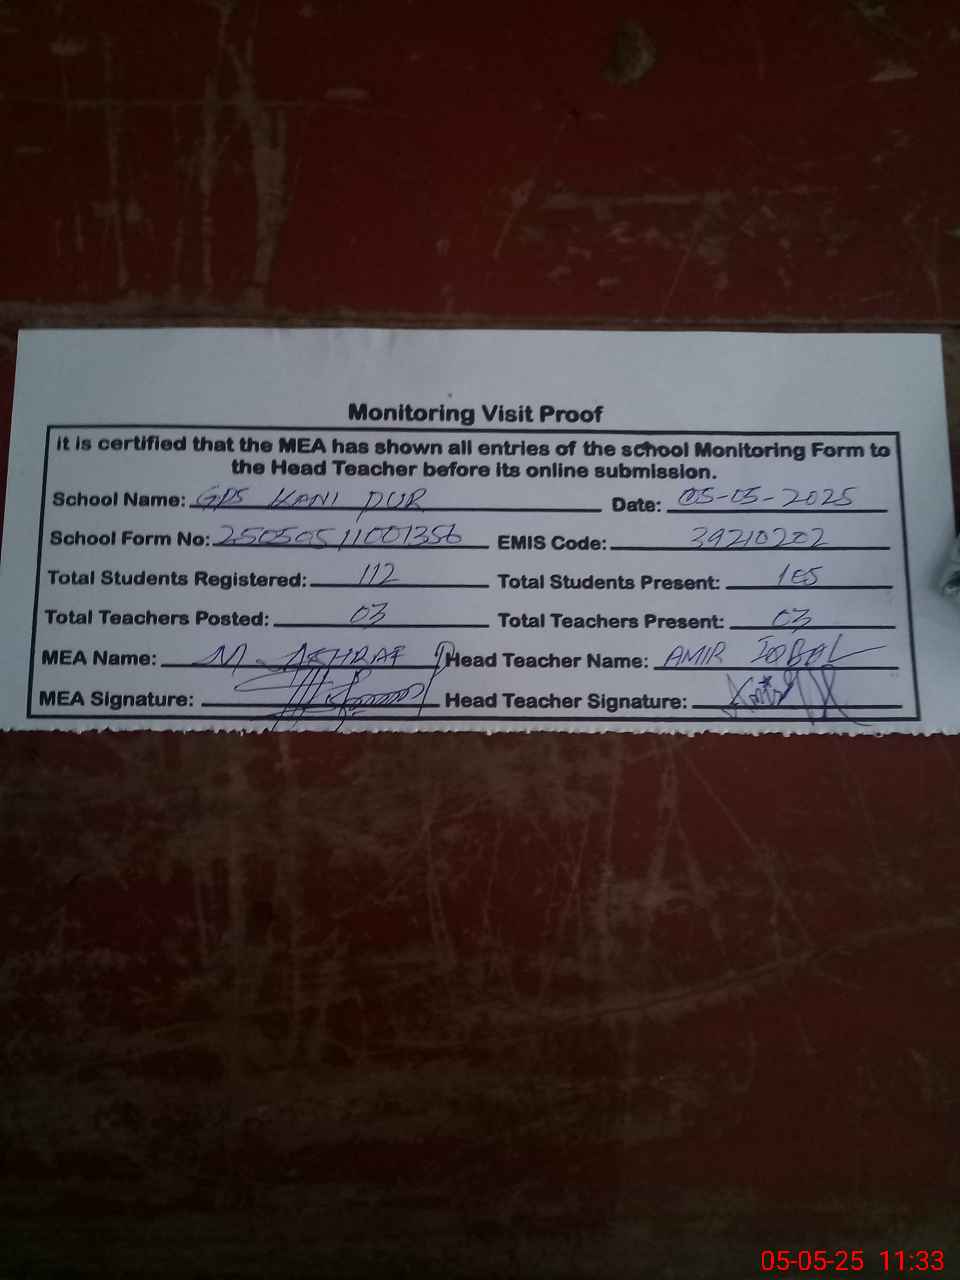 Monitoring Visit Proof
it is certified that the MEA has shown all entries of the school Monitoring Form to
the Head Teacher before its online submission.
School Name: GPS KANI PUR Date: 05-05-2025
School Form No: 25050511001356 EMIS Code: 39210202
Total Students Registered: 112 Total Students Present: 105
Total Teachers Posted: 03 Total Teachers Present: 03
MEA Name: M. ASHRAF Head Teacher Name: AMIR IQBAL
MEA Signature: Head Teacher Signature: Amir
05-05-25 11:33